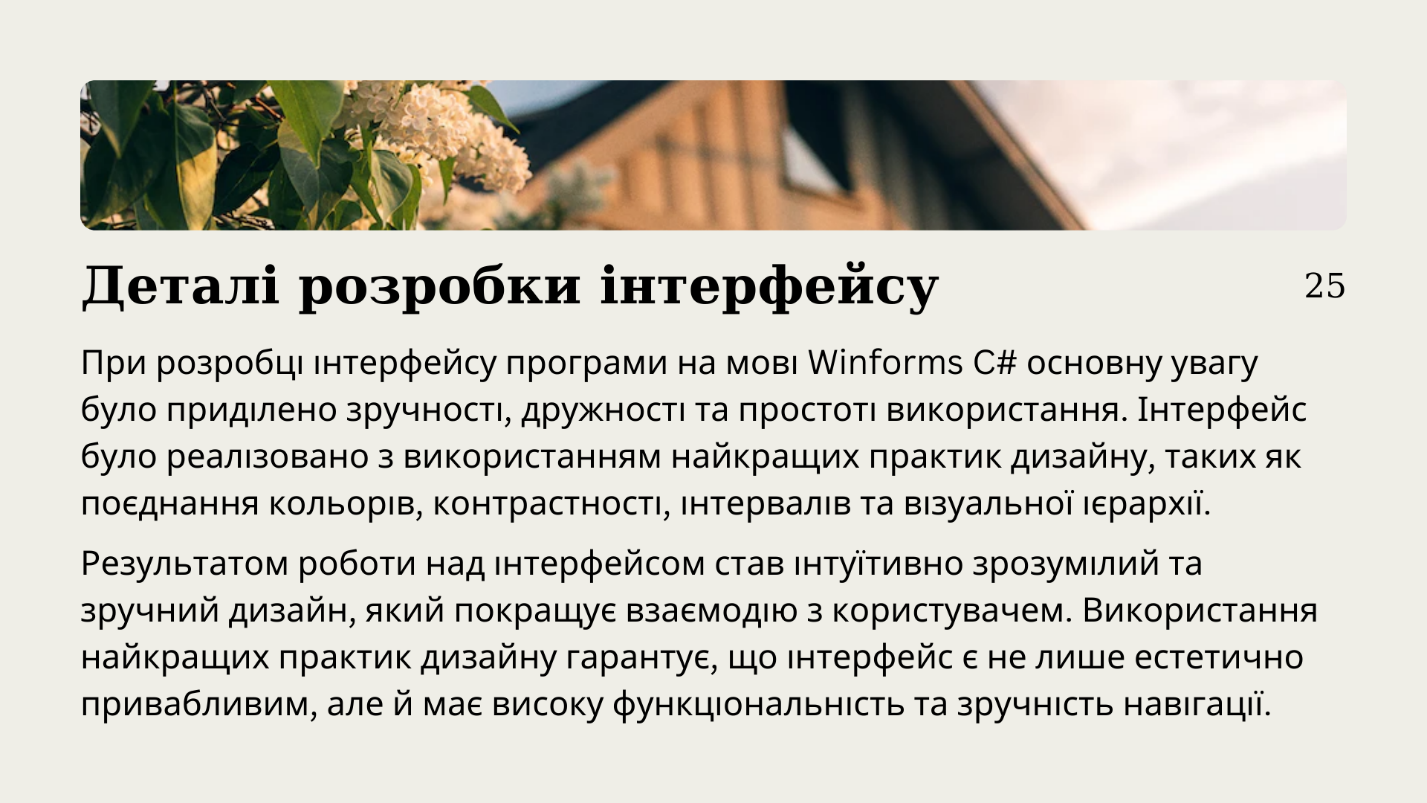 Деталі розробки інтерфейсу
25
При розробці інтерфейсу програми на мові Winforms C# основну увагу
було приділено зручності, дружності та простоті використання. Інтерфейс
було реалізовано з використанням найкращих практик дизайну, таких як
поєднання кольорів, контрастності, інтервалів та візуальної ієрархії.
Результатом роботи над інтерфейсом став інтуїтивно зрозумілий та
зручний дизайн, який покращує взаємодію з користувачем. Використання
найкращих практик дизайну гарантує, що інтерфейс є не лише естетично
привабливим, але й має високу функціональність та зручність навігації.